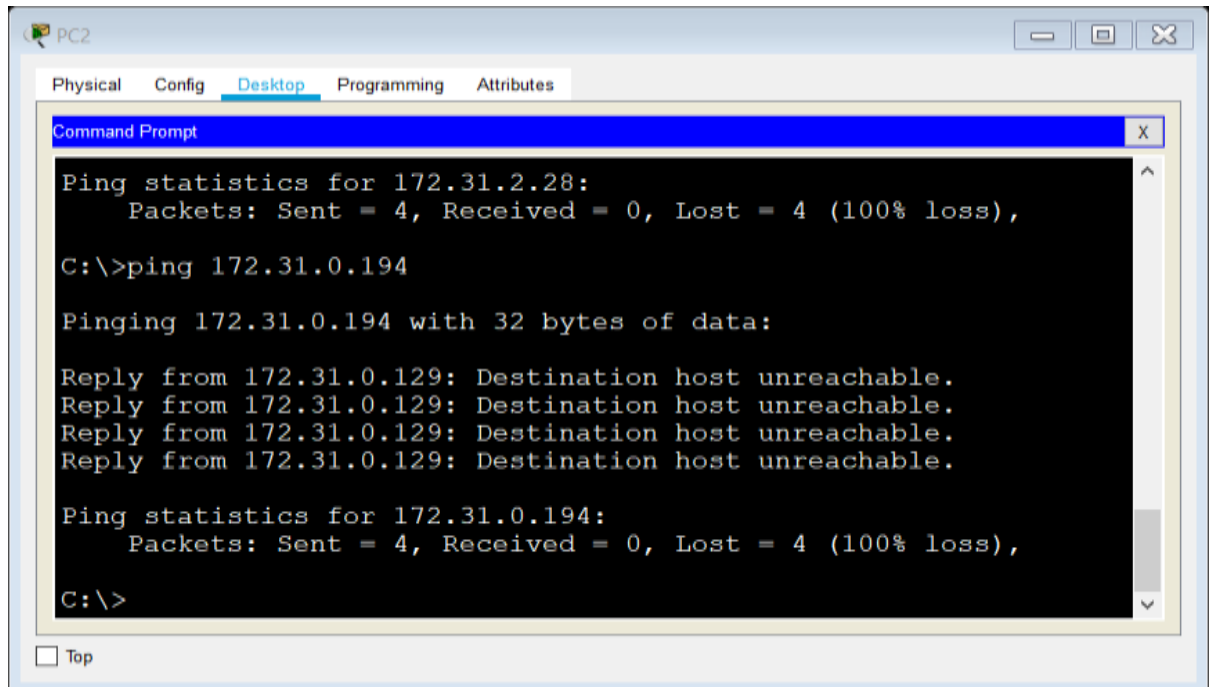 PC2
Physical Config Desktop Programming Attributes
Command Prompt X
Ping statistics for 172.31.2.28:
Packets: Sent = 4, Received = 0, Lost = 4 (100% loss),
C:\>ping 172.31.0.194
Pinging 172.31.0.194 with 32 bytes of data:
Reply from 172.31.0.129: Destination host unreachable.
Reply from 172.31.0.129: Destination host unreachable.
Reply from 172.31.0.129: Destination host unreachable.
Reply from 172.31.0.129: Destination host unreachable.
Ping statistics for 172.31.0.194:
Packets: Sent = 4, Received = 0, Lost = 4 (100% loss),
C:\>
Top